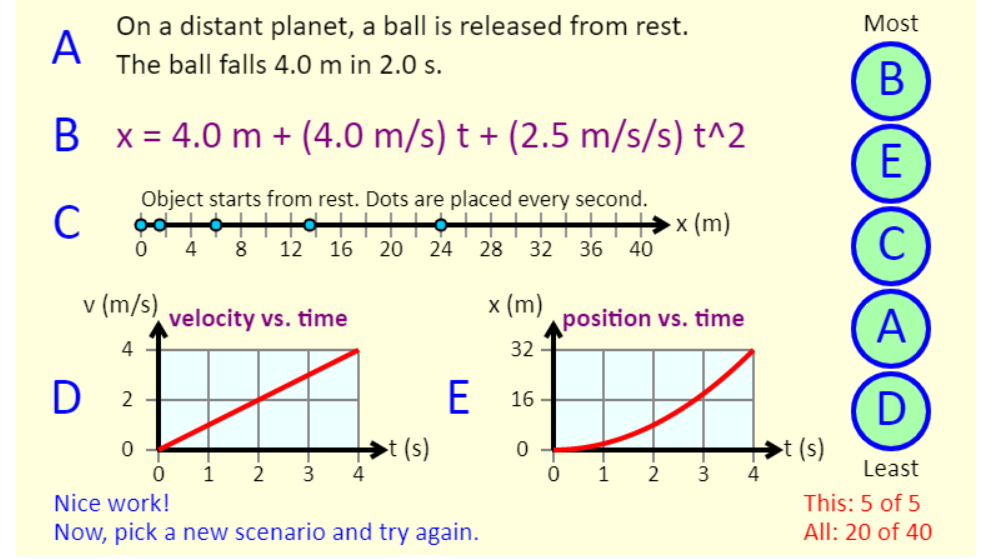 A
On a distant planet, a ball is released from rest.
The ball falls 4.0 m in 2.0 s.
B
x = 4.0 m + (4.0 m/s) t + (2.5 m/s/s) t^2
C
Object starts from rest. Dots are placed every second.
x (m)
0 4 8 12 16 20 24 28 32 36 40
D
v (m/s)
velocity vs. time
4
2
0
0 1 2 3 4
t (s)
E
x (m)
position vs. time
32
16
0
0 1 2 3 4
t (s)
Most
B
E
C
A
D
Least
Nice work!
Now, pick a new scenario and try again.
This: 5 of 5
All: 20 of 40